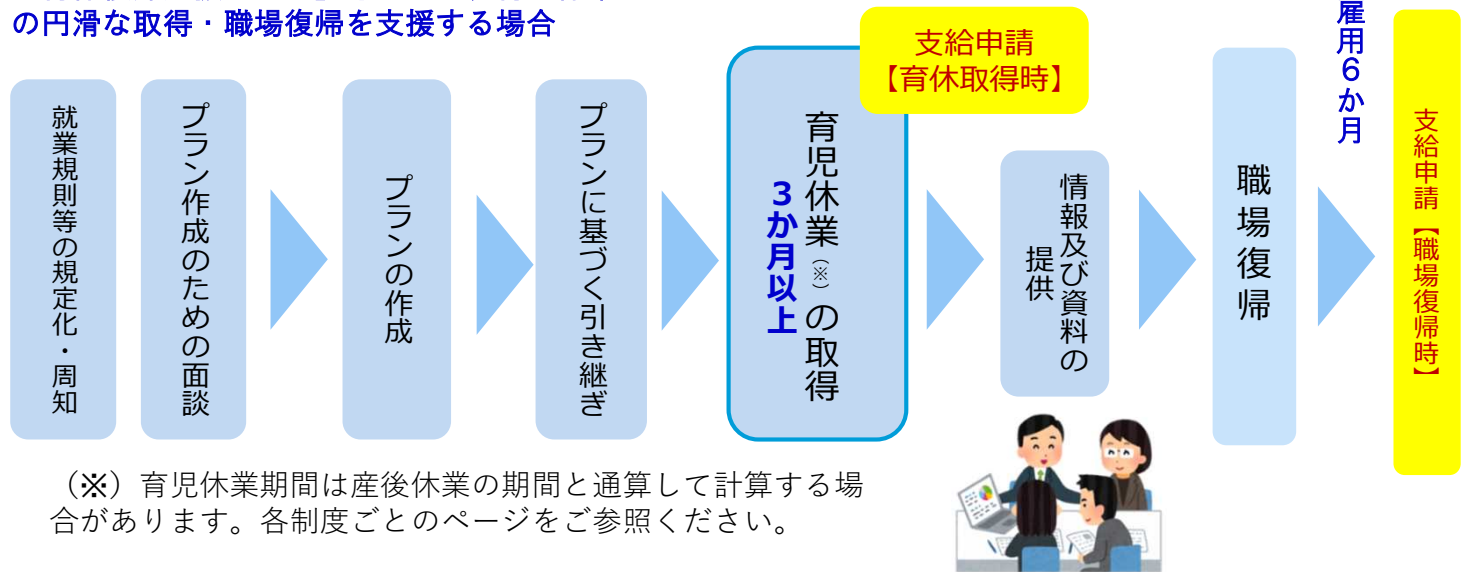 の円滑な取得・職場復帰を支援する場合
就業規則等の規定化・周知
プラン作成のための面談
プランの作成
プランに基づく引き継ぎ
育児休業（※）の取得
３か月以上
支給申請
【育休取得時】
情報及び資料の
提供
職場復帰
雇用６か月
支給申請【職場復帰時】
（※）育児休業期間は産後休業の期間と通算して計算する場
合があります。各制度ごとのページをご参照ください。